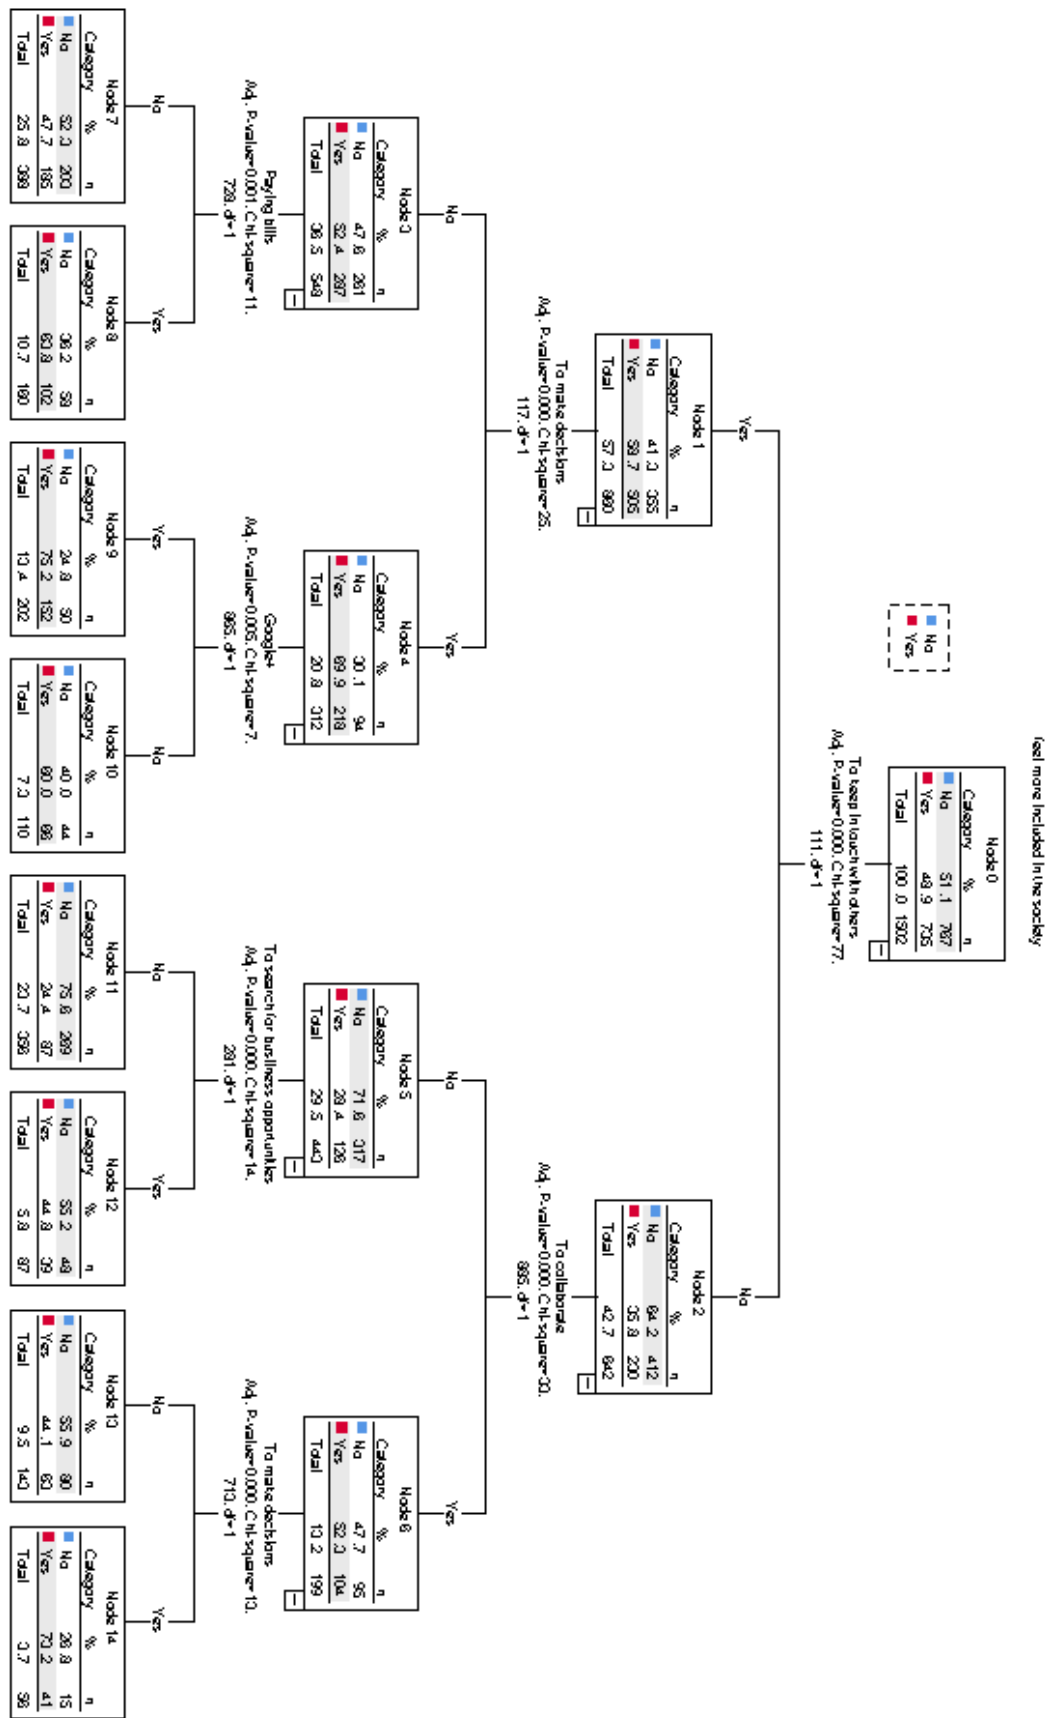 feel more included in the society
No
Yes
Node 0
Category % n
No 51.1 767
Yes 48.9 735
Total 100.0 1502
To keep in touch with others
Adj. P-value=0.000, Chi-square=77.
111, df=1
Yes
No
Node 1
Category % n
No 41.3 355
Yes 58.7 505
Total 57.3 860
To make decisions
Adj. P-value=0.000, Chi-square=25.
117, df=1
Node 2
Category % n
No 64.2 412
Yes 35.8 230
Total 42.7 642
To collaborate
Adj. P-value=0.000, Chi-square=33.
885, df=1
No
Yes
No
Yes
Node 3
Category % n
No 47.6 261
Yes 52.4 287
Total 36.5 548
Paying bills
Adj. P-value=0.001, Chi-square=11.
728, df=1
Node 4
Category % n
No 30.1 94
Yes 69.9 218
Total 20.8 312
Google+
Adj. P-value=0.005, Chi-square=7.
865, df=1
Node 5
Category % n
No 71.6 317
Yes 28.4 126
Total 29.5 443
To search for business opportunities
Adj. P-value=0.000, Chi-square=14.
281, df=1
Node 6
Category % n
No 47.7 95
Yes 52.3 104
Total 13.2 199
To make decisions
Adj. P-value=0.000, Chi-square=13.
713, df=1
No
Yes
Yes
No
No
Yes
No
Yes
Node 7
Category % n
No 52.3 203
Yes 47.7 185
Total 25.8 388
Node 8
Category % n
No 36.2 58
Yes 63.8 102
Total 10.7 160
Node 9
Category % n
No 24.8 50
Yes 75.2 152
Total 13.4 202
Node 10
Category % n
No 40.0 44
Yes 60.0 66
Total 7.3 110
Node 11
Category % n
No 75.6 269
Yes 24.4 87
Total 23.7 356
Node 12
Category % n
No 55.2 48
Yes 44.8 39
Total 5.8 87
Node 13
Category % n
No 55.9 80
Yes 44.1 63
Total 9.5 143
Node 14
Category % n
No 26.8 15
Yes 73.2 41
Total 3.7 56